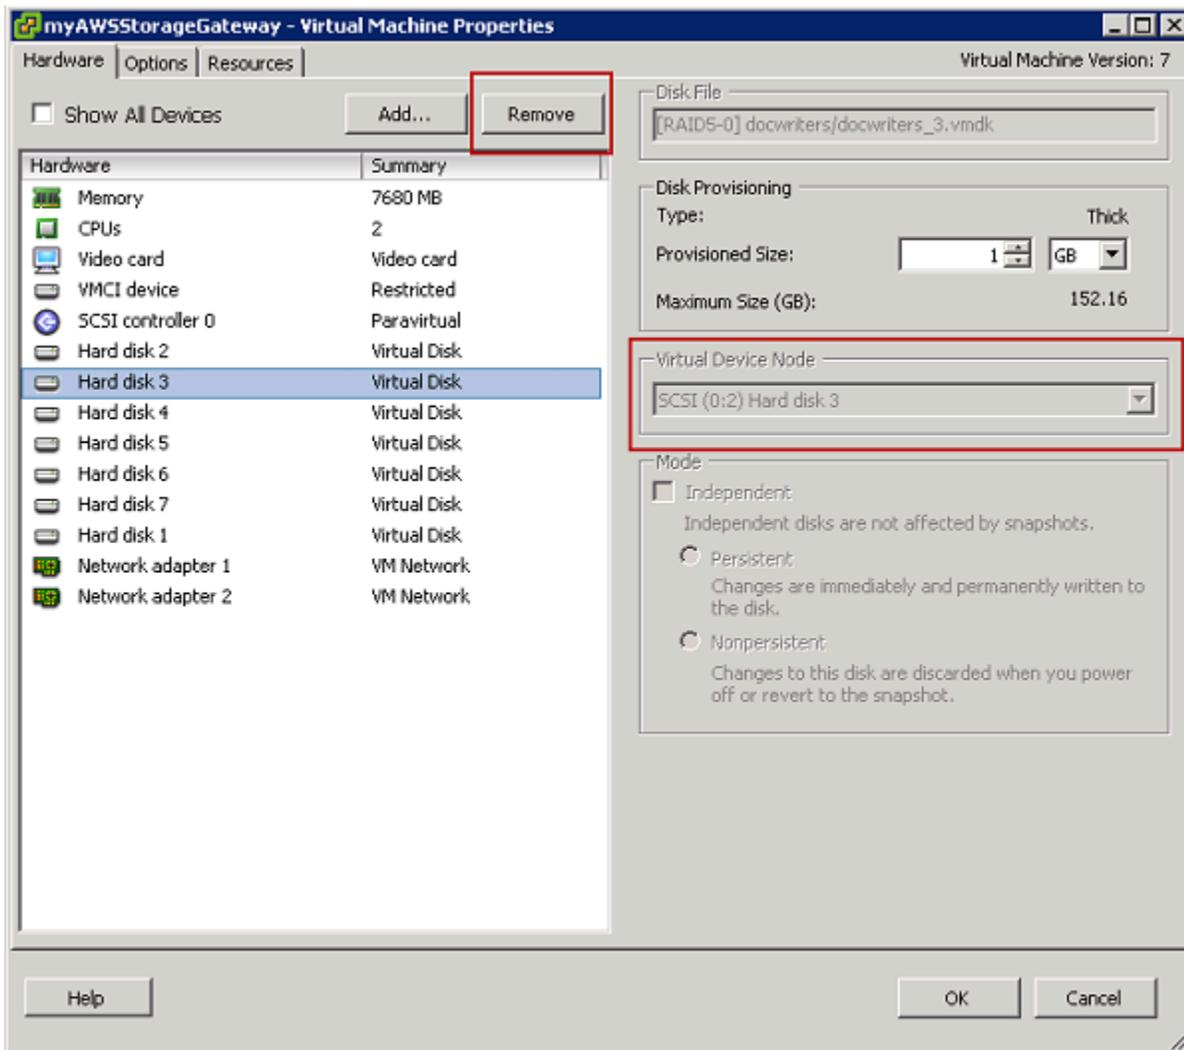 myAWSStorageGateway - Virtual Machine Properties
Hardware Options Resources
Virtual Machine Version: 7
Show All Devices
Add...
Remove
Hardware Summary
Memory 7680 MB
CPUs 2
Video card Video card
VMCI device Restricted
SCSI controller 0 Paravirtual
Hard disk 2 Virtual Disk
Hard disk 3 Virtual Disk
Hard disk 4 Virtual Disk
Hard disk 5 Virtual Disk
Hard disk 6 Virtual Disk
Hard disk 7 Virtual Disk
Hard disk 1 Virtual Disk
Network adapter 1 VM Network
Network adapter 2 VM Network
Disk File
[RAID5-0] docwriters/docwriters_3.vmdk
Disk Provisioning
Type: Thick
Provisioned Size: 1 GB
Maximum Size (GB): 152.16
Virtual Device Node
SCSI (0:2) Hard disk 3
Mode
Independent
Independent disks are not affected by snapshots.
Persistent
Changes are immediately and permanently written to
the disk.
Nonpersistent
Changes to this disk are discarded when you power
off or revert to the snapshot.
Help
OK
Cancel